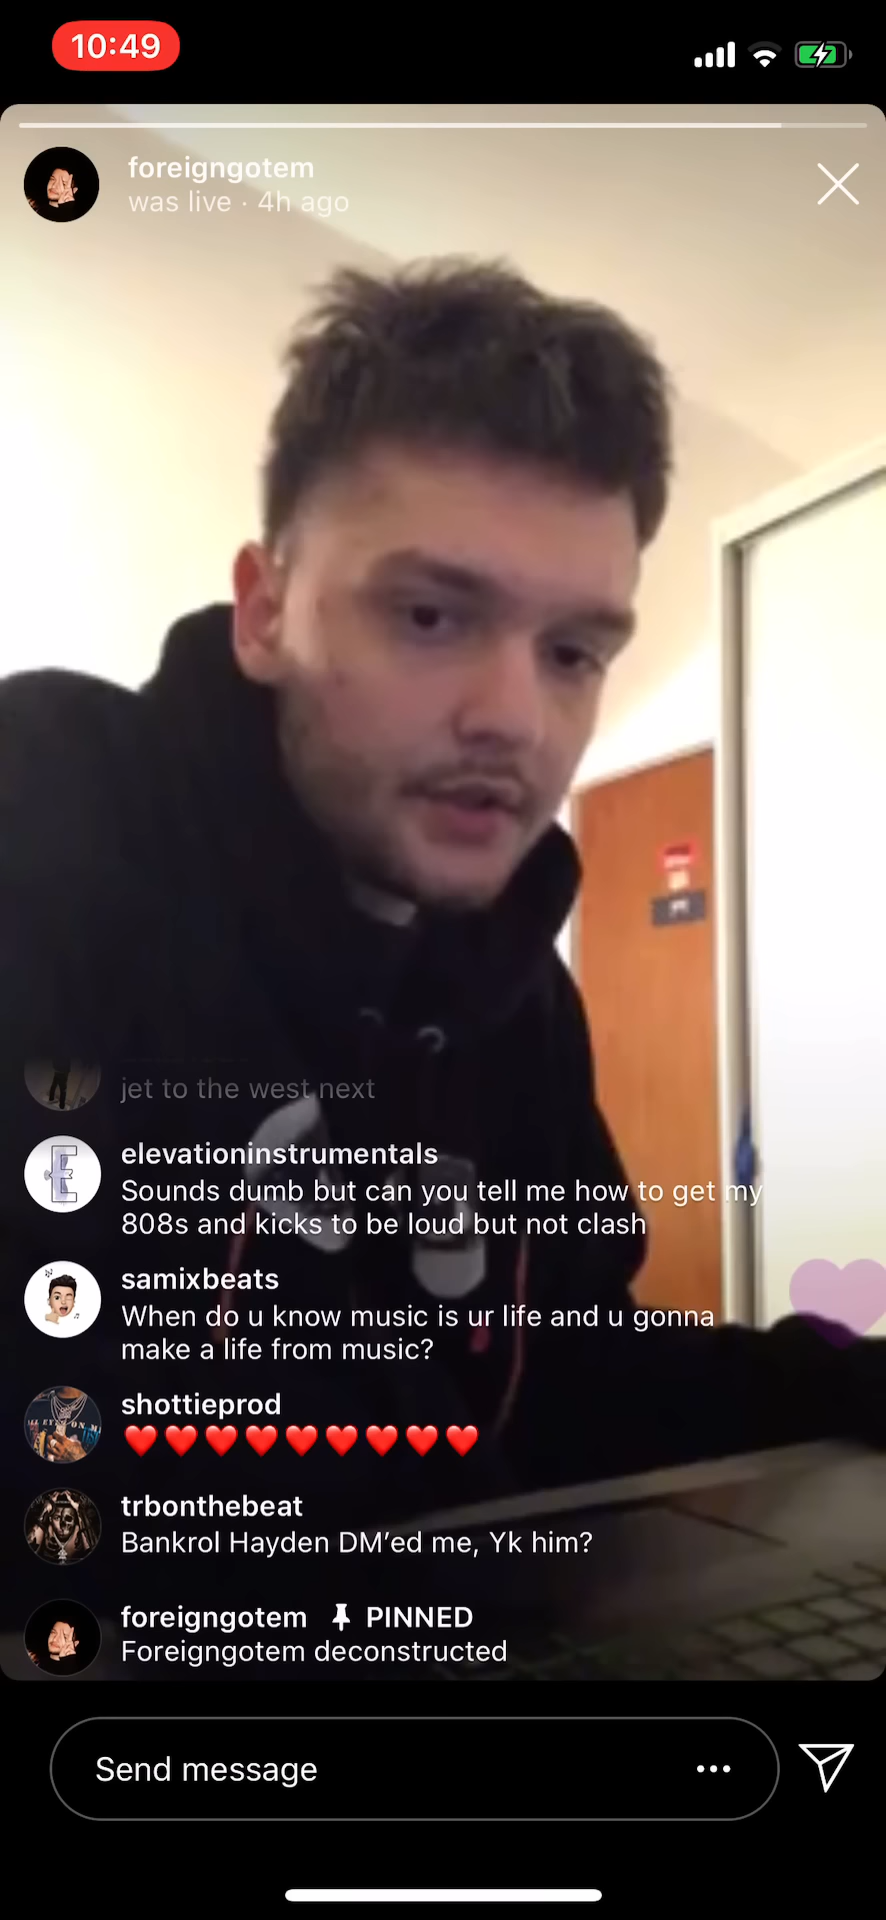 10:49
foreigngotem
was live · 4h ago
jet to the west next
elevationinstrumentals
Sounds dumb but can you tell me how to get my
808s and kicks to be loud but not clash
samixbeats
When do u know music is ur life and u gonna
make a life from music?
shottieprod
❤️❤️❤️❤️❤️❤️❤️❤️❤️
trbonthebeat
Bankrol Hayden DM’ed me, Yk him?
foreigngotem PINNED
Foreigngotem deconstructed
Send message